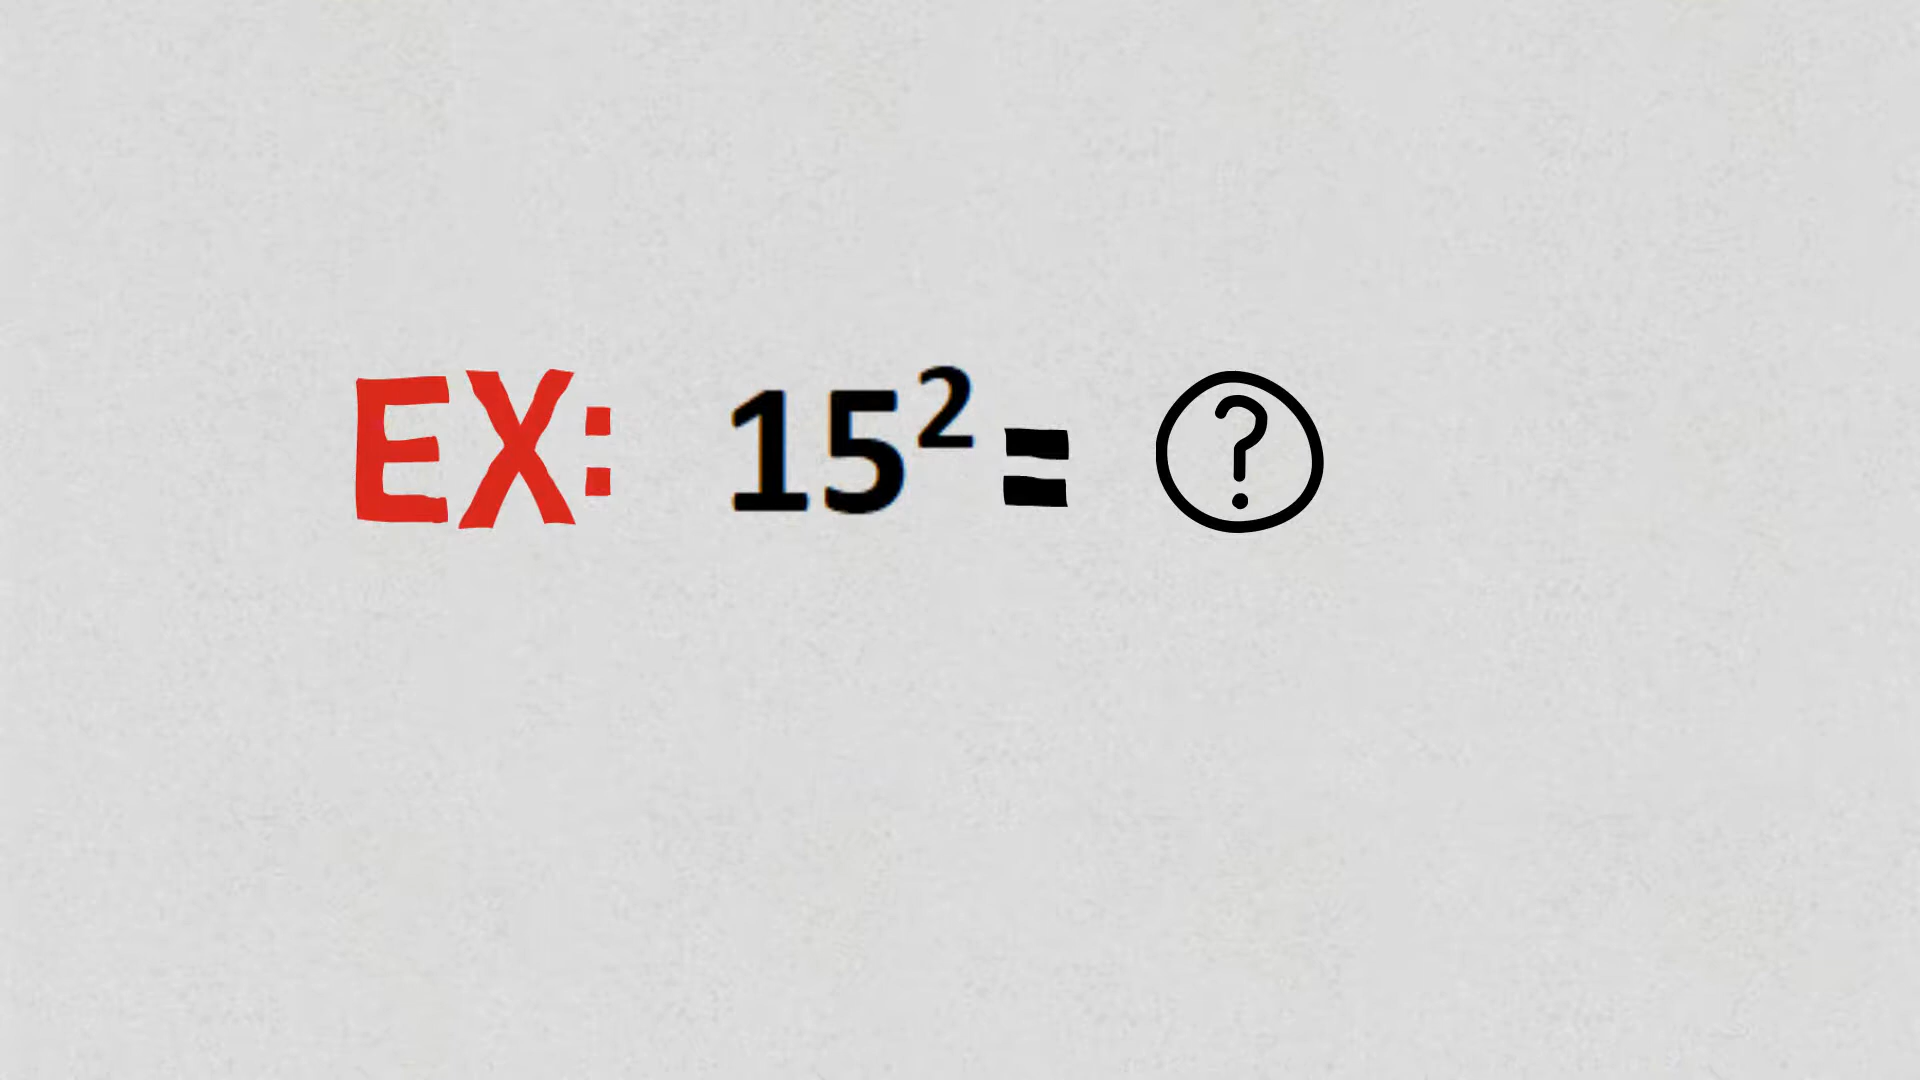 EX: 15² = ?